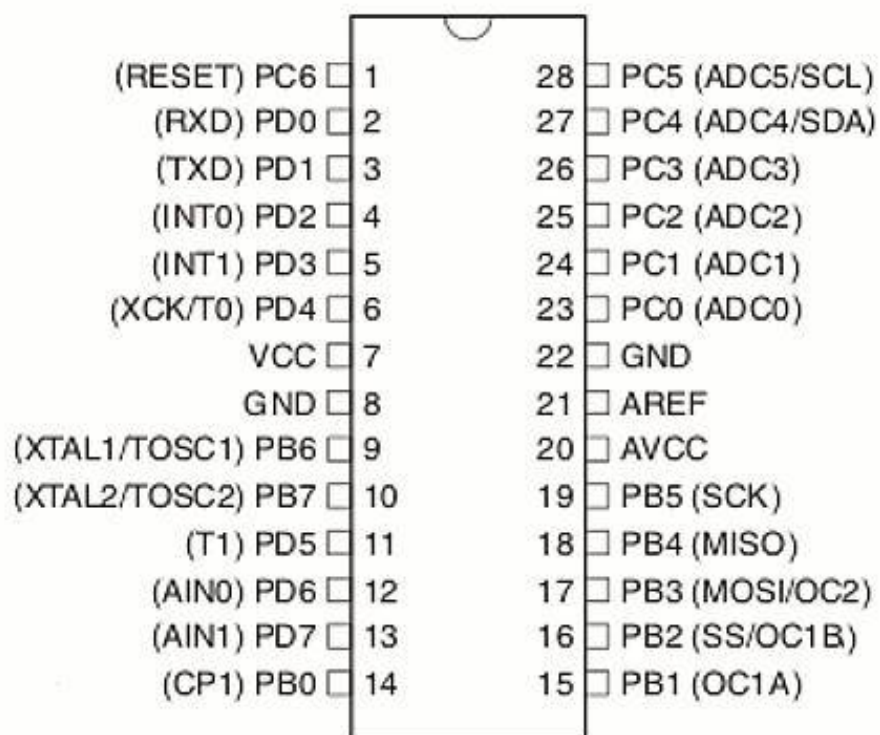 (RESET) PC6 1 28 PC5 (ADC5/SCL)
(RXD) PD0 2 27 PC4 (ADC4/SDA)
(TXD) PD1 3 26 PC3 (ADC3)
(INT0) PD2 4 25 PC2 (ADC2)
(INT1) PD3 5 24 PC1 (ADC1)
(XCK/T0) PD4 6 23 PC0 (ADC0)
VCC 7 22 GND
GND 8 21 AREF
(XTAL1/TOSC1) PB6 9 20 AVCC
(XTAL2/TOSC2) PB7 10 19 PB5 (SCK)
(T1) PD5 11 18 PB4 (MISO)
(AIN0) PD6 12 17 PB3 (MOSI/OC2)
(AIN1) PD7 13 16 PB2 (SS/OC1B)
(CP1) PB0 14 15 PB1 (OC1A)